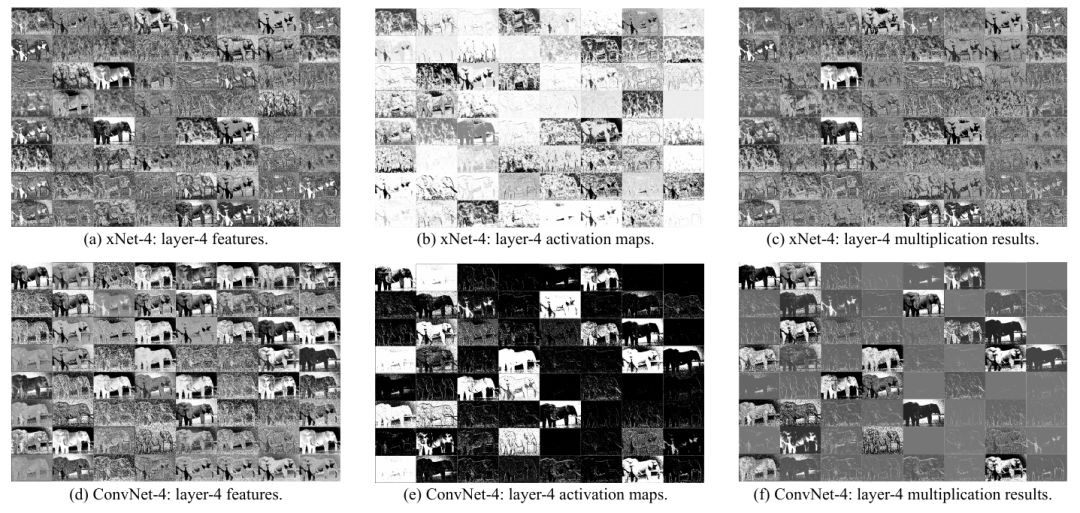 (a) xNet-4: layer-4 features.
(b) xNet-4: layer-4 activation maps.
(c) xNet-4: layer-4 multiplication results.
(d) ConvNet-4: layer-4 features.
(e) ConvNet-4: layer-4 activation maps.
(f) ConvNet-4: layer-4 multiplication results.